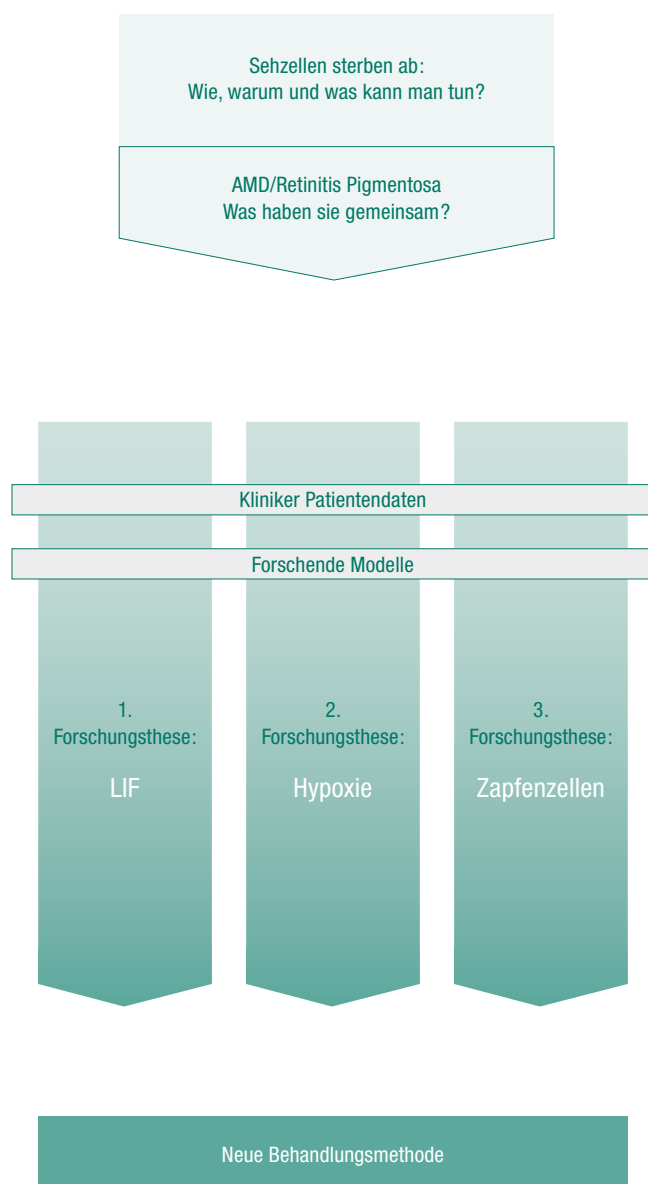 Sehzellen sterben ab:
Wie, warum und was kann man tun?
AMD/Retinitis Pigmentosa
Was haben sie gemeinsam?
Kliniker Patientendaten
Forschende Modelle
1.
Forschungsthese:
LIF
2.
Forschungsthese:
Hypoxie
3.
Forschungsthese:
Zapfenzellen
Neue Behandlungsmethode